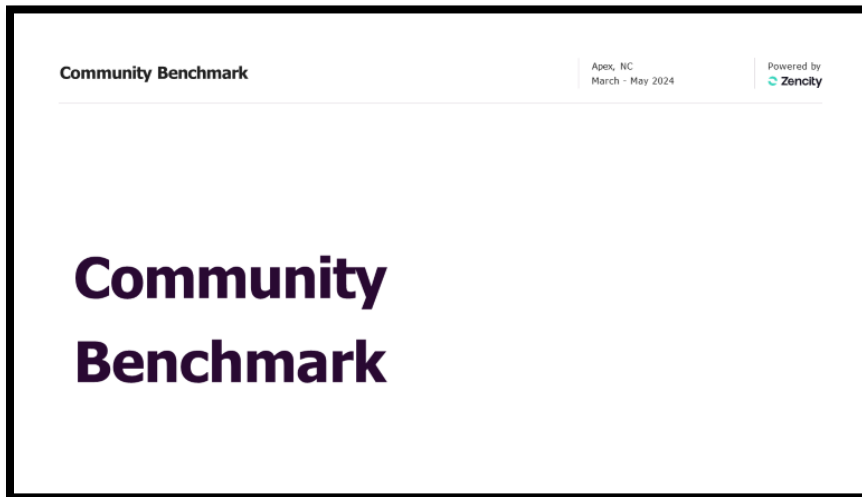 Community Benchmark
Apex, NC
March - May 2024
Powered by
Zencity
Community
Benchmark